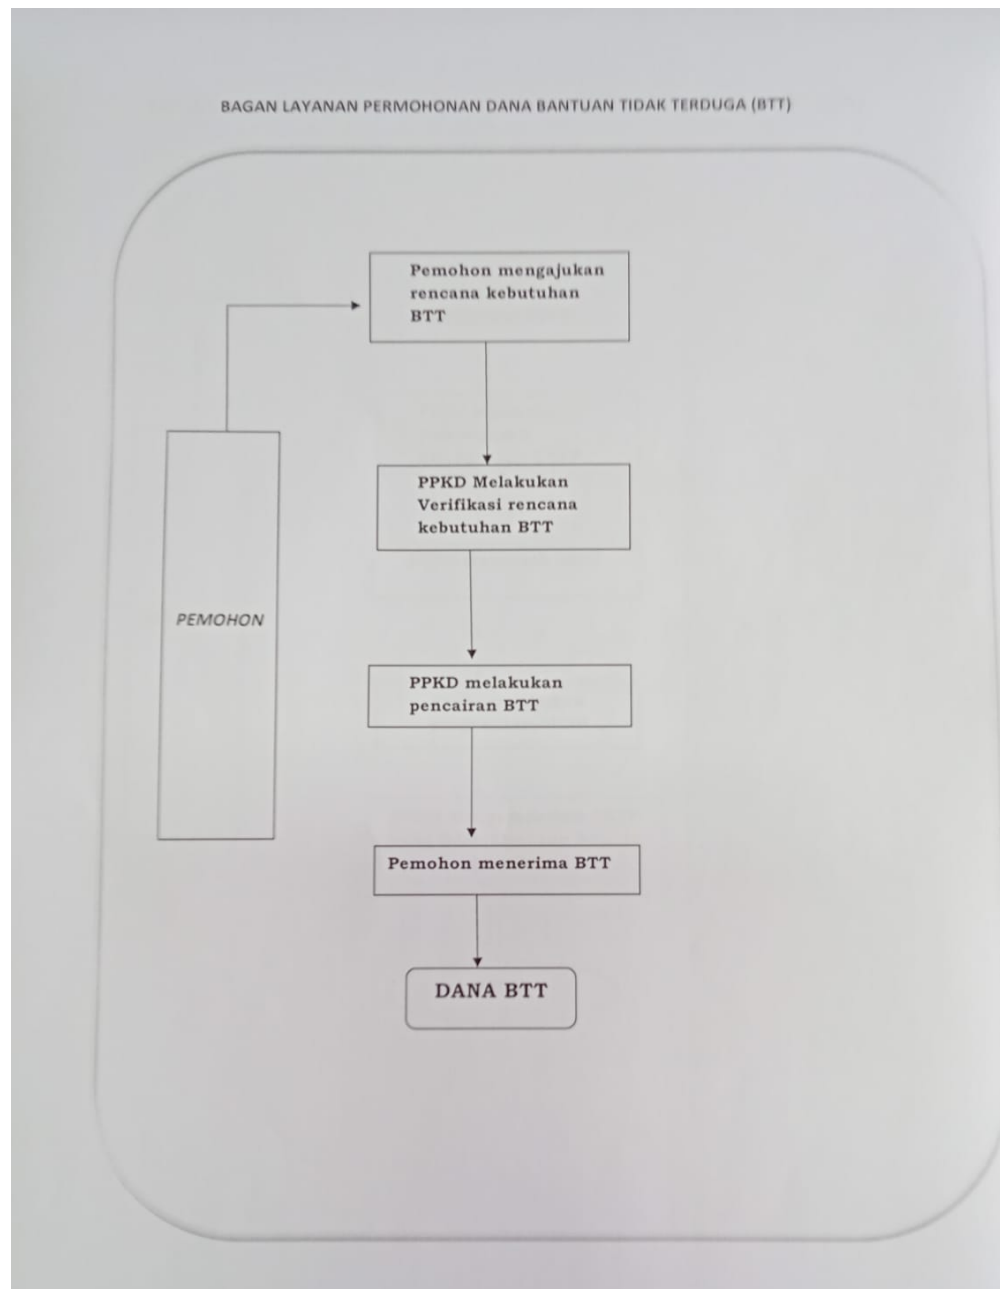 BAGAN LAYANAN PERMOHONAN DANA BANTUAN TIDAK TERDUGA (BTT)
Pemohon mengajukan
rencana kebutuhan
BTT
PPKD Melakukan
Verifikasi rencana
kebutuhan BTT
PEMOHON
PPKD melakukan
pencairan BTT
Pemohon menerima BTT
DANA BTT